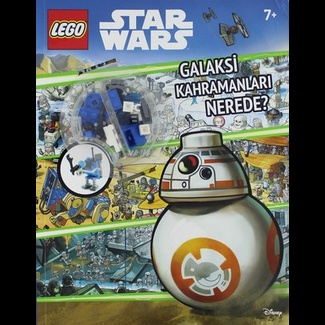 LEGO
STAR
WARS
7+
GALAKSİ
KAHRAMANLARI
NEREDE?
Disney